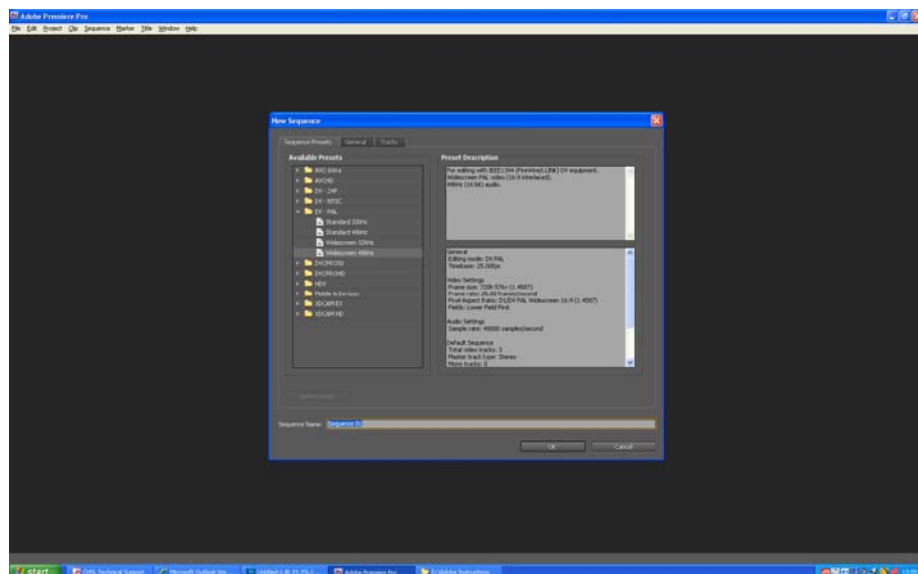 Adobe Premiere Pro
File Edit Project Clip Sequence Marker Title Window Help
New Sequence
Sequence Presets General Tracks
Available Presets
AVC-Intra
AVCHD
DV - 24P
DV - NTSC
DV - PAL
Standard 32kHz
Standard 48kHz
Widescreen 32kHz
Widescreen 48kHz
DVCPRO50
DVCPROHD
HDV
Mobile & Devices
XDCAM EX
XDCAM HD
Preset Description
For editing with IEEE1394 (FireWire/i.LINK) DV equipment.
Widescreen PAL video (16:9 interlaced).
48kHz (16 bit) audio.
General
Editing mode: DV PAL
Timebase: 25.00fps
Video Settings
Frame size: 720h 576v (1.4587)
Frame rate: 25.00 frames/second
Pixel Aspect Ratio: D1/DV PAL Widescreen 16:9 (1.4587)
Fields: Lower Field First
Audio Settings
Sample rate: 48000 samples/second
Default Sequence
Total video tracks: 3
Master track type: Stereo
Mono tracks: 0
Sequence Name: Sequence 01
OK Cancel
start Technical Support Microsoft Outlook Adobe Premiere Pro